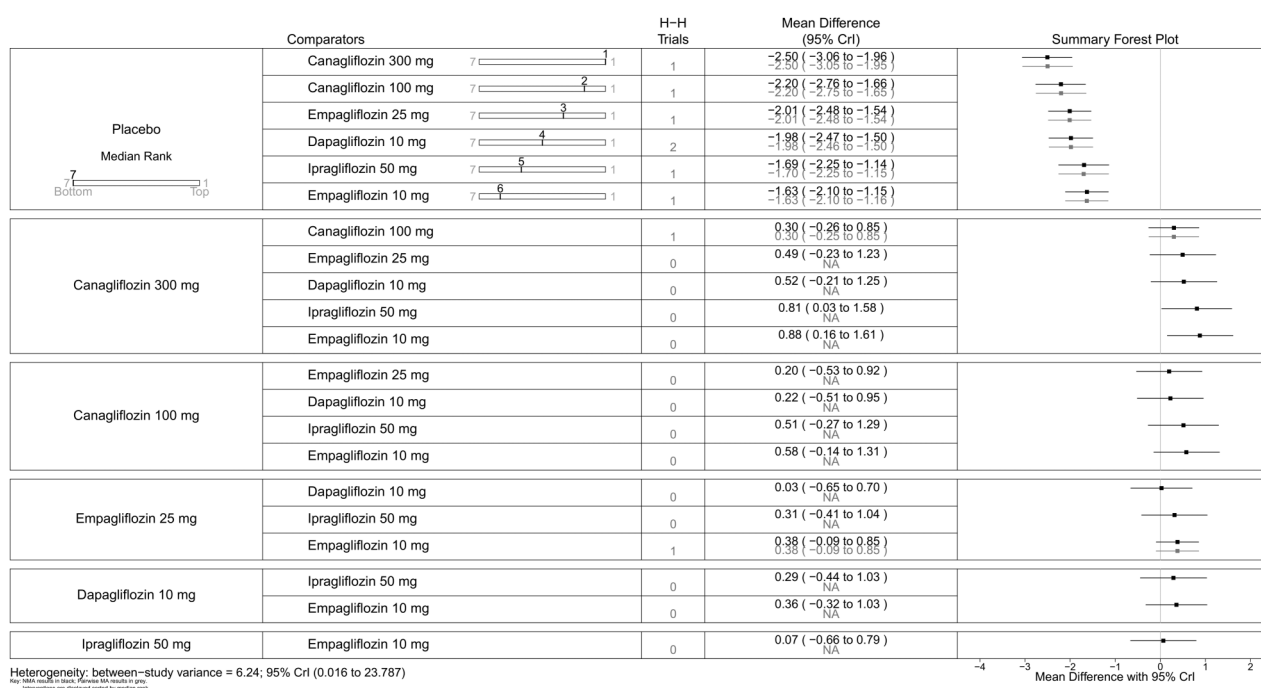 Comparators
H−H
Trials
Mean Difference
(95% CrI)
Summary Forest Plot
Placebo
Median Rank
7
7 1
Bottom Top
Canagliflozin 300 mg 7 1 1 1 −2.50 ( −3.06 to −1.96 )
−2.50 ( −3.05 to −1.95 )
Canagliflozin 100 mg 7 2 1 1 −2.20 ( −2.76 to −1.66 )
−2.20 ( −2.75 to −1.65 )
Empagliflozin 25 mg 7 3 1 1 −2.01 ( −2.48 to −1.54 )
−2.01 ( −2.48 to −1.54 )
Dapagliflozin 10 mg 7 4 1 2 −1.98 ( −2.47 to −1.50 )
−1.98 ( −2.46 to −1.50 )
Ipragliflozin 50 mg 7 5 1 1 −1.69 ( −2.25 to −1.14 )
−1.70 ( −2.25 to −1.15 )
Empagliflozin 10 mg 7 6 1 1 −1.63 ( −2.10 to −1.15 )
−1.63 ( −2.10 to −1.16 )
Canagliflozin 300 mg
Canagliflozin 100 mg 1 0.30 ( −0.26 to 0.85 )
0.30 ( −0.25 to 0.85 )
Empagliflozin 25 mg 0 0.49 ( −0.23 to 1.23 )
NA
Dapagliflozin 10 mg 0 0.52 ( −0.21 to 1.25 )
NA
Ipragliflozin 50 mg 0 0.81 ( 0.03 to 1.58 )
NA
Empagliflozin 10 mg 0 0.88 ( 0.16 to 1.61 )
NA
Canagliflozin 100 mg
Empagliflozin 25 mg 0 0.20 ( −0.53 to 0.92 )
NA
Dapagliflozin 10 mg 0 0.22 ( −0.51 to 0.95 )
NA
Ipragliflozin 50 mg 0 0.51 ( −0.27 to 1.29 )
NA
Empagliflozin 10 mg 0 0.58 ( −0.14 to 1.31 )
NA
Empagliflozin 25 mg
Dapagliflozin 10 mg 0 0.03 ( −0.65 to 0.70 )
NA
Ipragliflozin 50 mg 0 0.31 ( −0.41 to 1.04 )
NA
Empagliflozin 10 mg 1 0.38 ( −0.09 to 0.85 )
0.38 ( −0.09 to 0.85 )
Dapagliflozin 10 mg
Ipragliflozin 50 mg 0 0.29 ( −0.44 to 1.03 )
NA
Empagliflozin 10 mg 0 0.36 ( −0.32 to 1.03 )
NA
Ipragliflozin 50 mg
Empagliflozin 10 mg 0 0.07 ( −0.66 to 0.79 )
NA
−4 −3 −2 −1 0 1 2
Mean Difference with 95% CrI
Heterogeneity: between−study variance = 6.24; 95% CrI (0.016 to 23.787)
Key: NMA results in black; Pairwise MA results in grey.
Interventions are displayed sorted by median rank